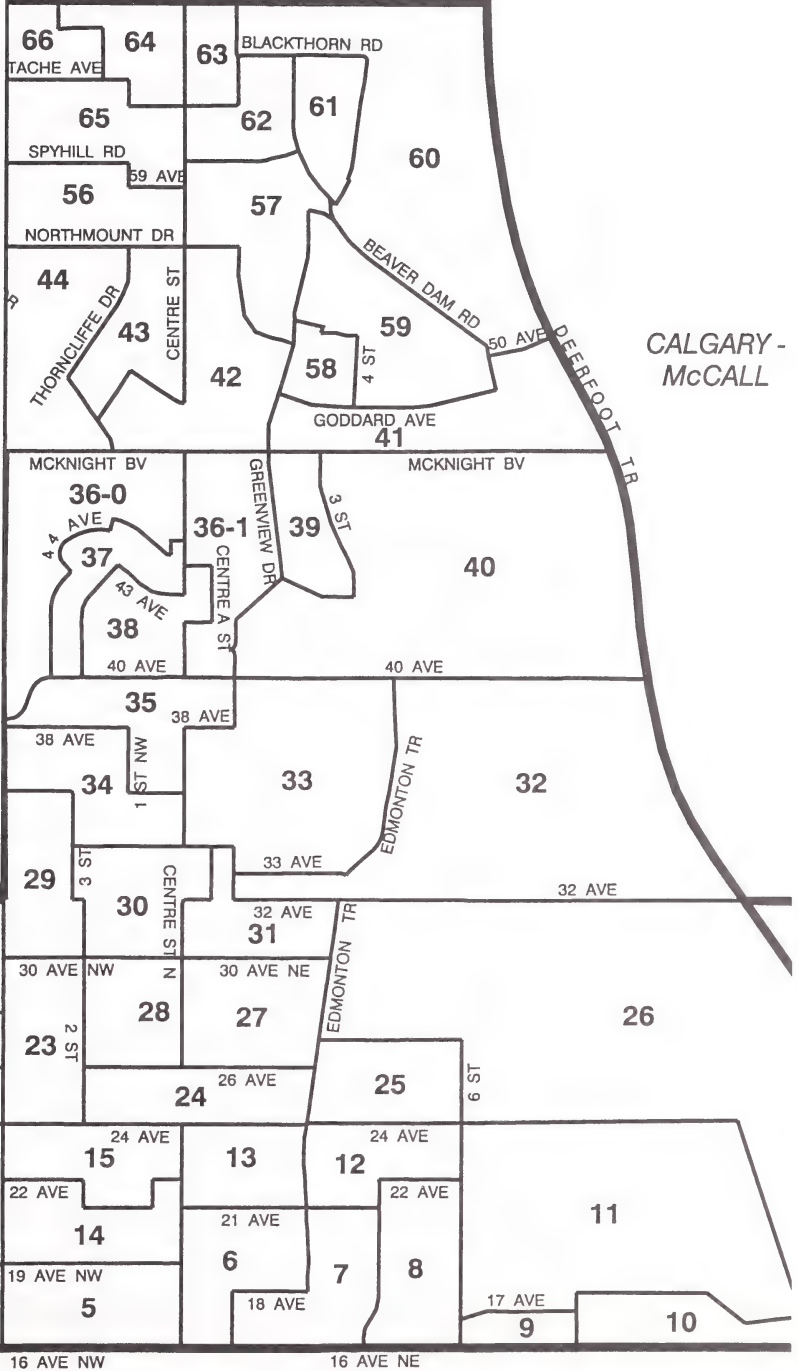 66
64
63
BLACKTHORN RD
TACHE AVE
61
65
62
SPYHILL RD
60
59 AVE
56
57
NORTHMOUNT DR
44
CENTRE ST
BEAVER DAM RD
THORNCLIFFE DR
43
59
50 AVE
DEERFOOT TR
CALGARY -
McCALL
42
58
4 ST
GODDARD AVE
41
MCKNIGHT BV
MCKNIGHT BV
36-0
GREENVIEW DR
44 AVE
36-1
39
3 ST
37
CENTRE A ST
40
43 AVE
38
40 AVE
40 AVE
35
38 AVE
38 AVE
1 ST NW
EDMONTON TR
34
33
32
33 AVE
29
3 ST
30
CENTRE ST N
32 AVE
32 AVE
31
EDMONTON TR
30 AVE NW
30 AVE NE
28
27
26
23
2 ST
26 AVE
25
6 ST
24
24 AVE
24 AVE
15
13
12
22 AVE
22 AVE
21 AVE
11
14
6
7
8
19 AVE NW
5
18 AVE
17 AVE
9
10
16 AVE NW
16 AVE NE